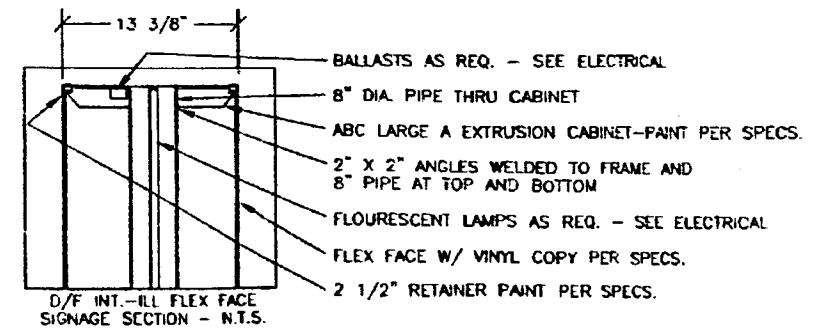 13 3/8"
BALLASTS AS REQ. - SEE ELECTRICAL
8" DIA. PIPE THRU CABINET
ABC LARGE A EXTRUSION CABINET-PAINT PER SPECS.
2" X 2" ANGLES WELDED TO FRAME AND
8" PIPE AT TOP AND BOTTOM
FLOURESCENT LAMPS AS REQ. - SEE ELECTRICAL
FLEX FACE W/ VINYL COPY PER SPECS.
2 1/2" RETAINER PAINT PER SPECS.
D/F INT.-ILL FLEX FACE
SIGNAGE SECTION - N.T.S.